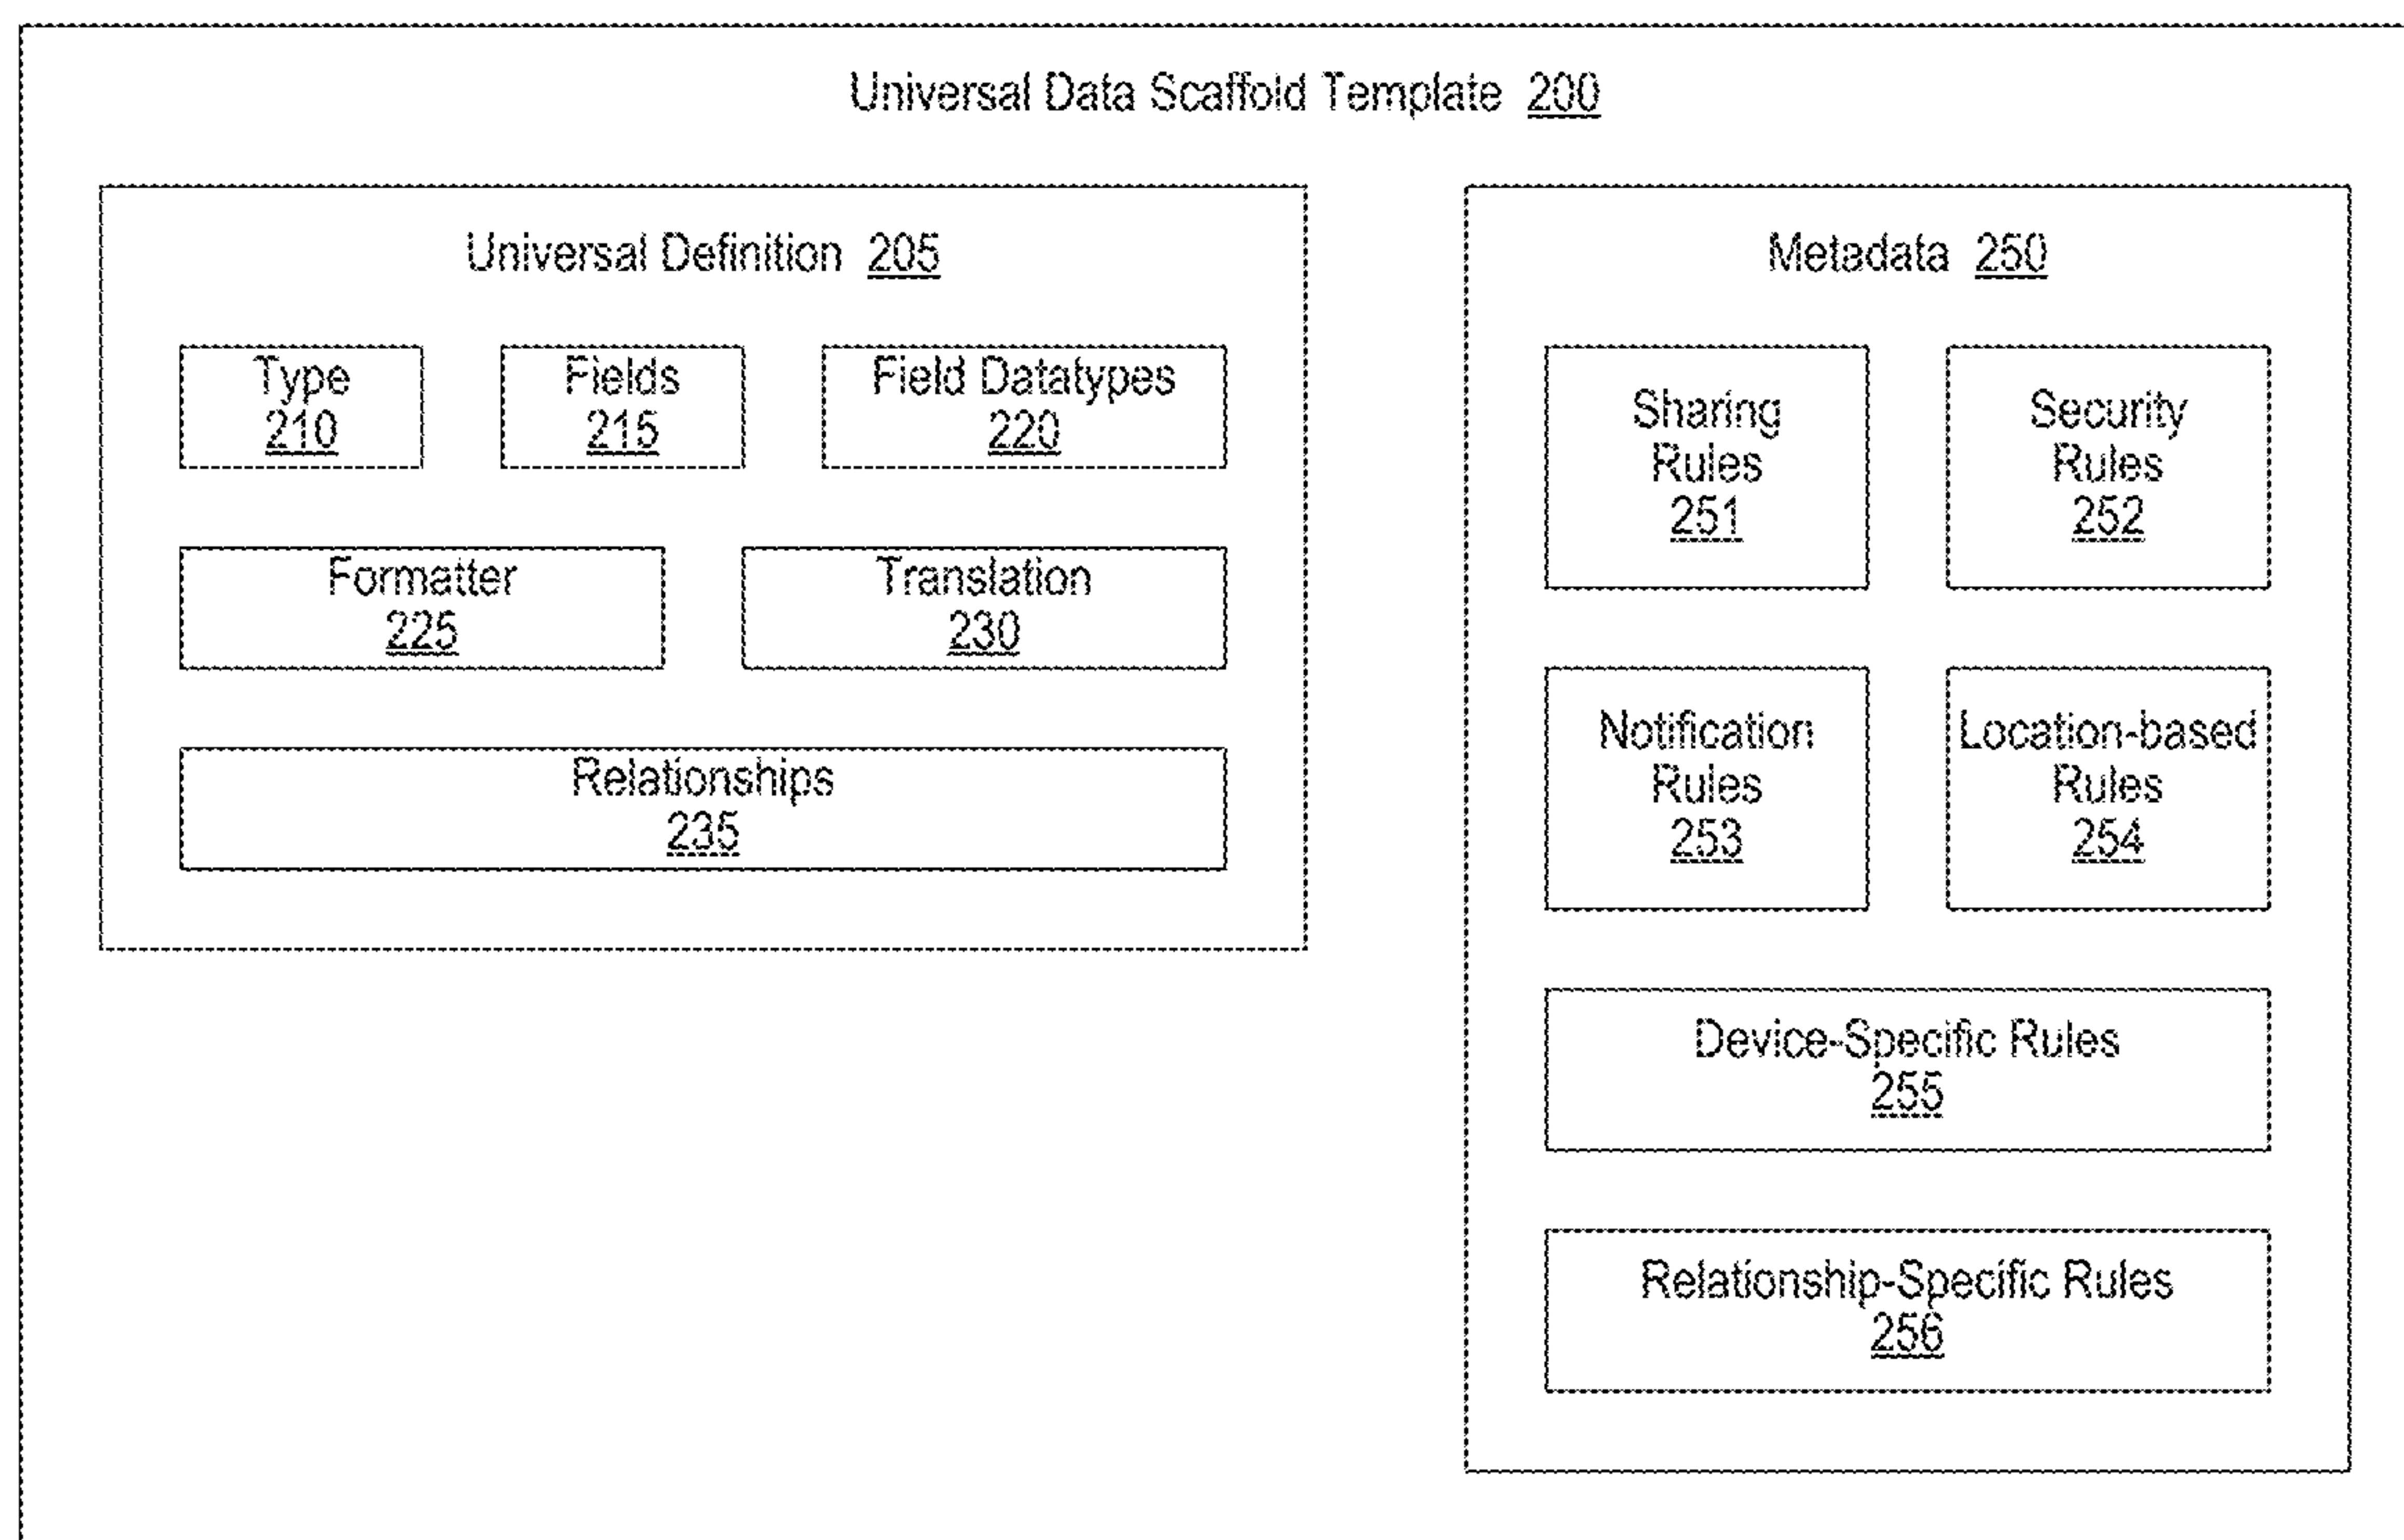 Universal Data Scaffold Template 200
Universal Definition 205
Type
210
Fields
215
Field Datatypes
220
Formatter
225
Translation
230
Relationships
235
Metadata 250
Sharing
Rules
251
Security
Rules
252
Notification
Rules
253
Location-based
Rules
254
Device-Specific Rules
255
Relationship-Specific Rules
256